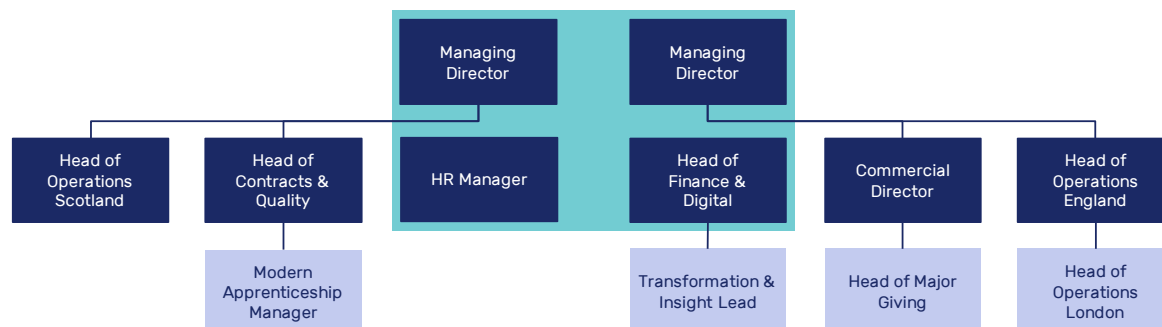 Managing
Director
Managing
Director
Head of
Operations
Scotland
Head of
Contracts &
Quality
HR Manager
Head of
Finance &
Digital
Commercial
Director
Head of
Operations
England
Modern
Apprenticeship
Manager
Transformation &
Insight Lead
Head of Major
Giving
Head of
Operations
London